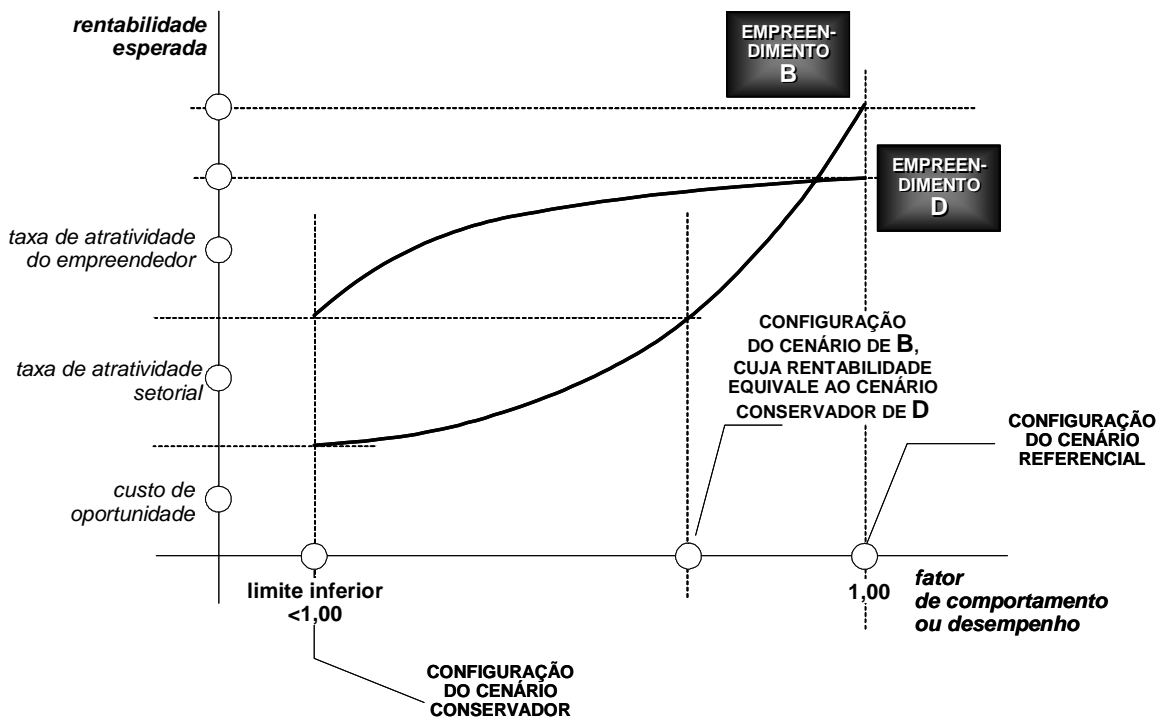 rentabilidade
esperada
EMPREEN-
DIMENTO
B
EMPREEN-
DIMENTO
D
taxa de atratividade
do empreendedor
CONFIGURAÇÃO
DO CENÁRIO DE B,
CUJA RENTABILIDADE
EQUIVALE AO CENÁRIO
CONSERVADOR DE D
taxa de atratividade
setorial
CONFIGURAÇÃO
DO CENÁRIO
REFERENCIAL
custo de
oportunidade
limite inferior
<1,00
1,00
fator
de comportamento
ou desempenho
CONFIGURAÇÃO
DO CENÁRIO
CONSERVADOR